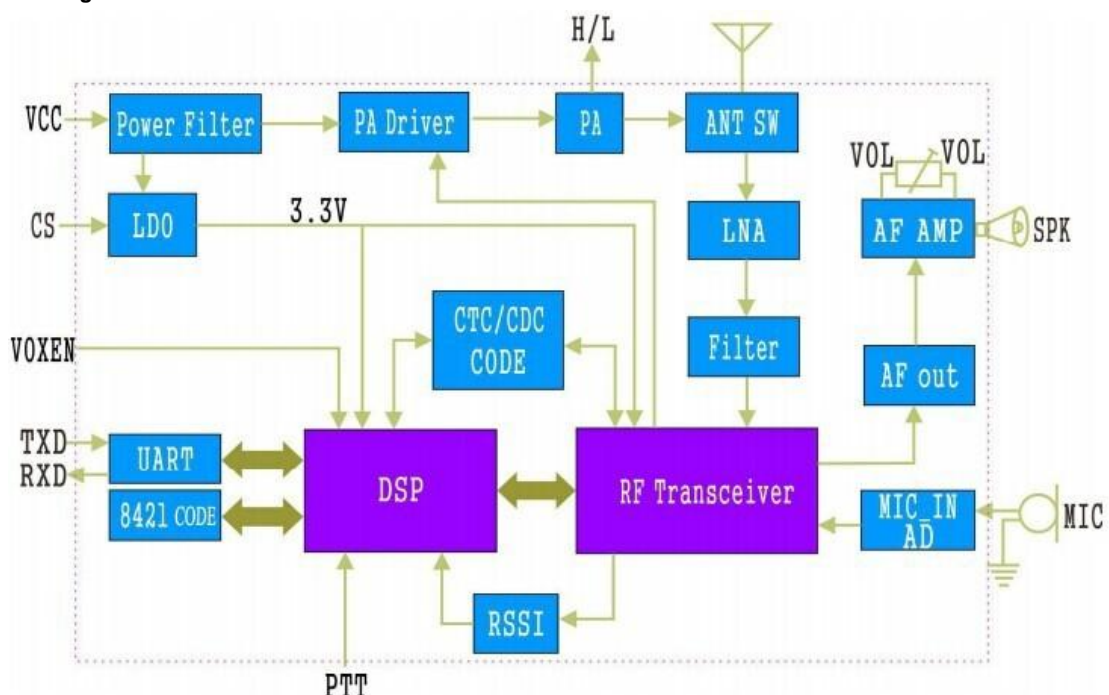 H/L
VCC
Power Filter
PA Driver
PA
ANT SW
VOL
VOL
CS
LDO
3.3V
LNA
AF AMP
SPK
CTC/CDC
CODE
Filter
VOXEN
AF out
TXD
RXD
UART
8421 CODE
DSP
RF Transceiver
MIC_IN
AD
MIC
RSSI
PTT